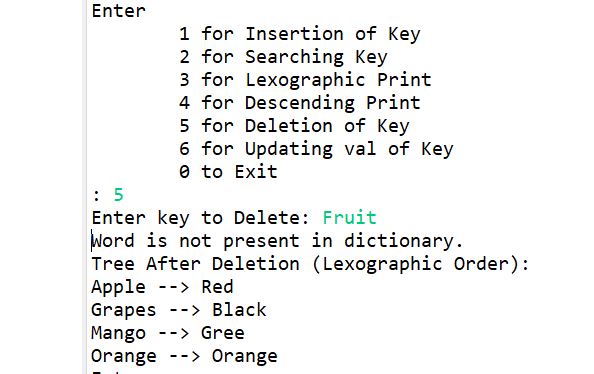 Enter
1 for Insertion of Key
2 for Searching Key
3 for Lexographic Print
4 for Descending Print
5 for Deletion of Key
6 for Updating val of Key
0 to Exit
: 5
Enter key to Delete: Fruit
Word is not present in dictionary.
Tree After Deletion (Lexographic Order):
Apple --> Red
Grapes --> Black
Mango --> Gree
Orange --> Orange